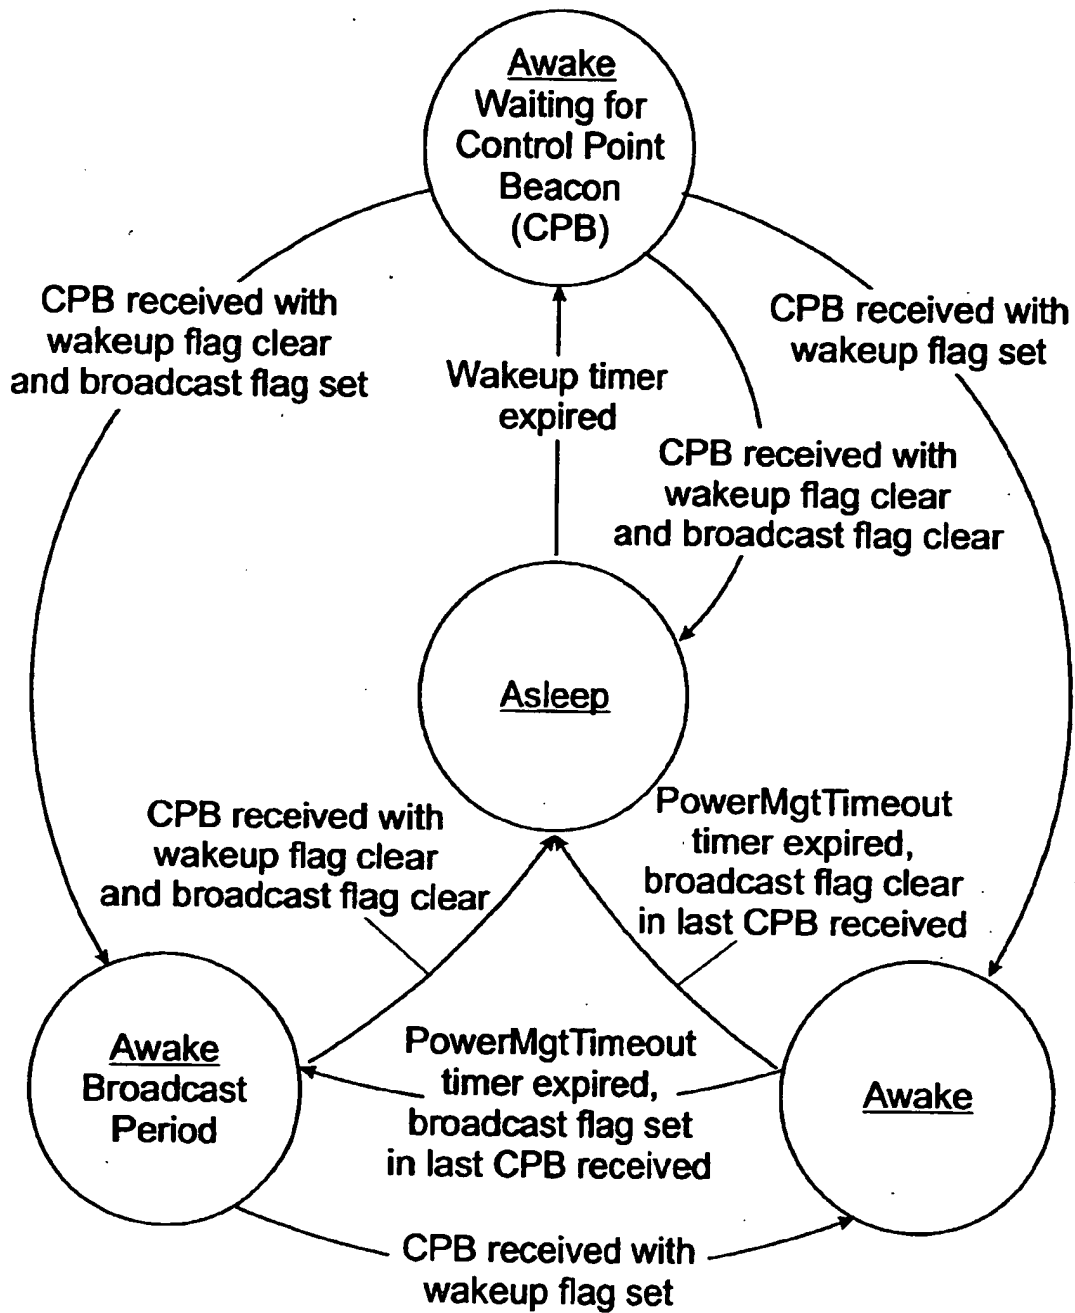 Awake
Waiting for
Control Point
Beacon
(CPB)
CPB received with
wakeup flag clear
and broadcast flag set
CPB received with
wakeup flag set
Wakeup timer
expired
CPB received with
wakeup flag clear
and broadcast flag clear
Asleep
CPB received with
wakeup flag clear
and broadcast flag clear
PowerMgtTimeout
timer expired,
broadcast flag clear
in last CPB received
Awake
Broadcast
Period
PowerMgtTimeout
timer expired,
broadcast flag set
in last CPB received
Awake
CPB received with
wakeup flag set